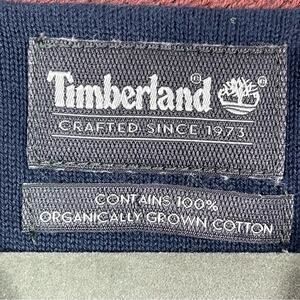 Timberland®
CRAFTED SINCE 1973
CONTAINS 100%
ORGANICALLY GROWN COTTON